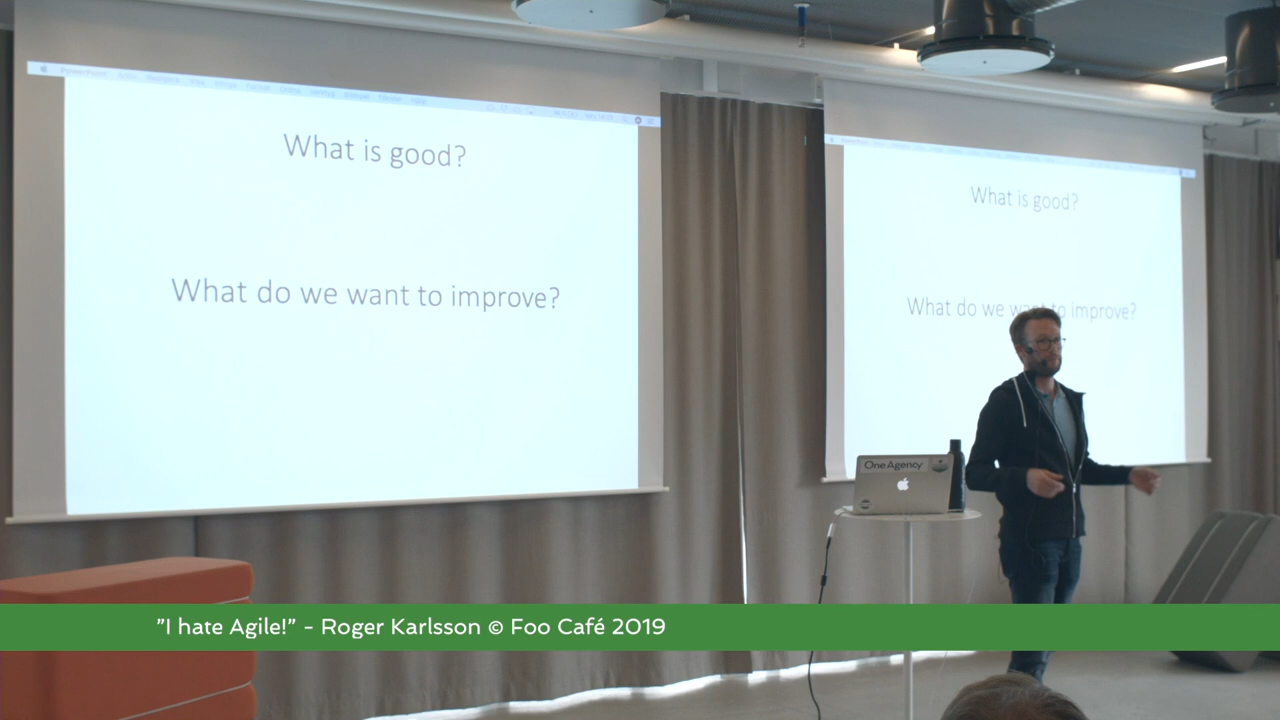 PowerPoint
What is good?
What do we want to improve?
What is good?
What do we want to improve?
OneAgency
"I hate Agile!" - Roger Karlsson © Foo Café 2019